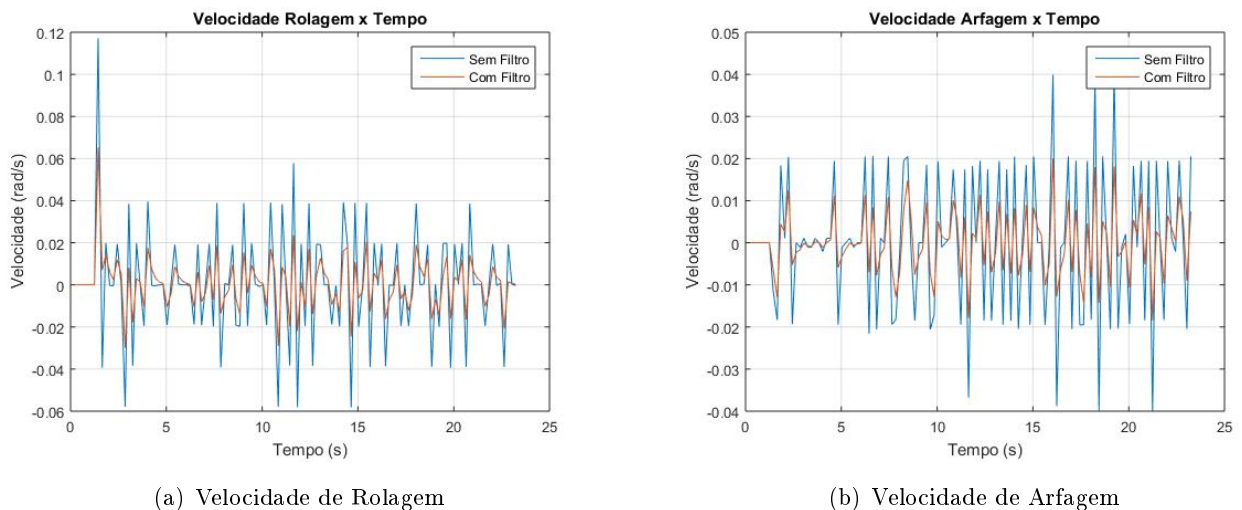 Velocidade Rolagem x Tempo
0.12
0.1
0.08
0.06
0.04
0.02
0
-0.02
-0.04
-0.06
Velocidade (rad/s)
Sem Filtro
Com Filtro
0 5 10 15 20 25
Tempo (s)
(a) Velocidade de Rolagem
Velocidade Arfagem x Tempo
0.05
0.04
0.03
0.02
0.01
0
-0.01
-0.02
-0.03
-0.04
Velocidade (rad/s)
Sem Filtro
Com Filtro
0 5 10 15 20 25
Tempo (s)
(b) Velocidade de Arfagem